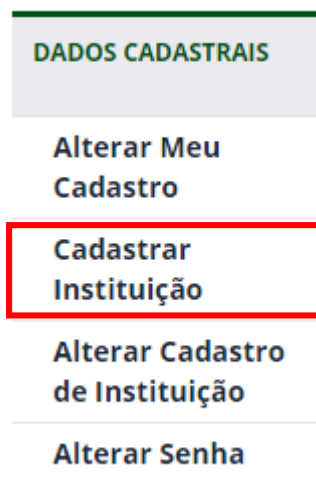 DADOS CADASTRAIS
Alterar Meu
Cadastro
Cadastrar
Instituição
Alterar Cadastro
de Instituição
Alterar Senha